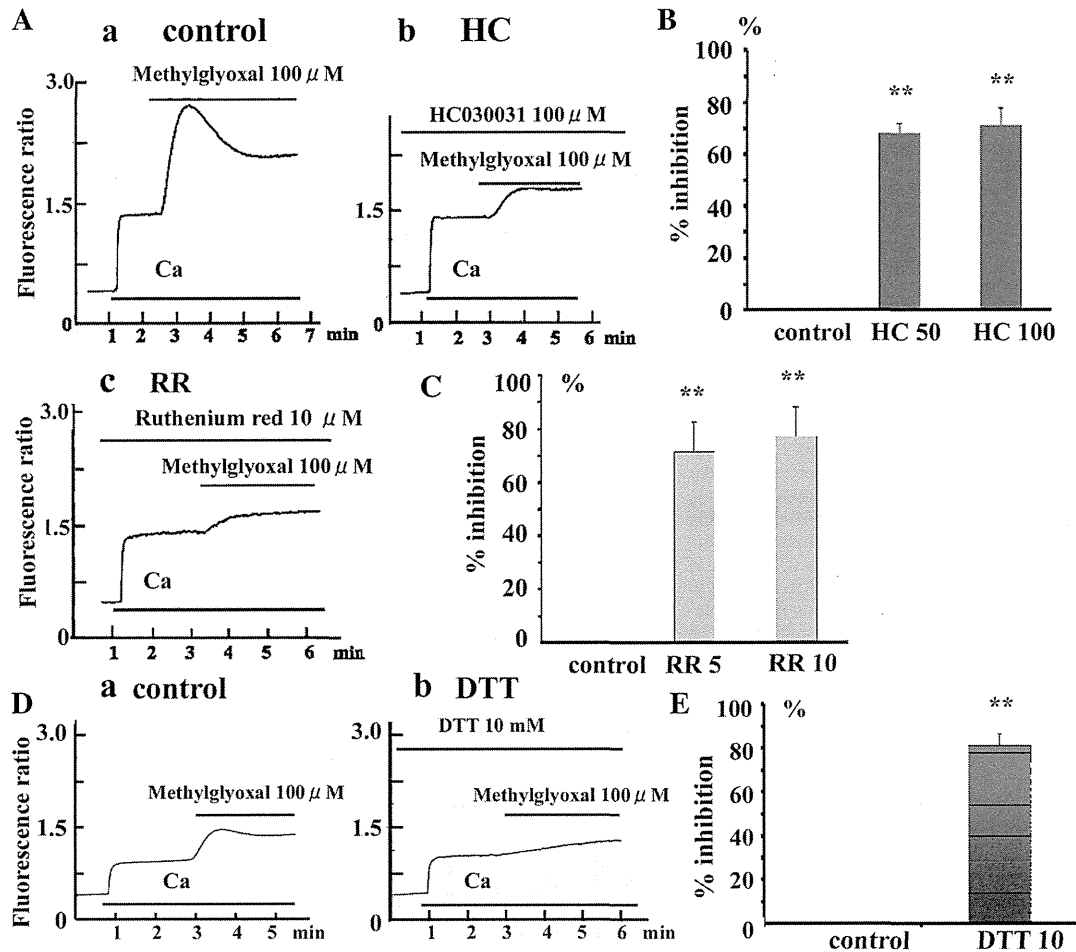 A
a control
Methylglyoxal 100 μ M
Fluorescence ratio
3.0
1.5
0
Ca
1 2 3 4 5 6 7 min
b HC
HC030031 100 μ M
Methylglyoxal 100 μ M
1.5
0
Ca
1 2 3 4 5 6 min
B
%
% inhibition
100
80
60
40
20
0
**
**
control HC 50 HC 100
c RR
Ruthenium red 10 μ M
Methylglyoxal 100 μ M
Fluorescence ratio
3.0
1.5
0
Ca
1 2 3 4 5 6 min
C
%
% inhibition
100
80
60
40
20
0
**
**
control RR 5 RR 10
D
a control
Methylglyoxal 100 μ M
Fluorescence ratio
3.0
1.5
0
Ca
1 2 3 4 5 min
b DTT
DTT 10 mM
Methylglyoxal 100 μ M
3.0
1.5
0
Ca
1 2 3 4 5 6 min
E
%
% inhibition
100
80
60
40
20
0
**
control DTT 10